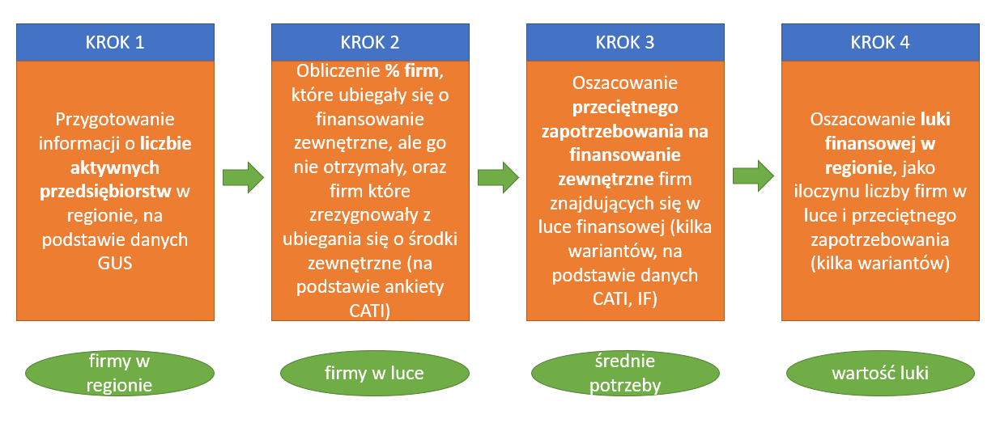 KROK 1
Przygotowanie
informacji o liczbie
aktywnych
przedsiębiorstw w
regionie, na
podstawie danych
GUS
firmy w
regionie
KROK 2
Obliczenie % firm,
które ubiegały się o
finansowanie
zewnętrzne, ale go
nie otrzymały, oraz
firm które
zrezygnowały z
ubiegania się o środki
zewnętrzne (na
podstawie ankiety
CATI)
firmy w luce
KROK 3
Oszacowanie
przeciętnego
zapotrzebowania na
finansowanie
zewnętrzne firm
znajdujących się w
luce finansowej (kilka
wariantów, na
podstawie danych
CATI, IF)
średnie
potrzeby
KROK 4
Oszacowanie luki
finansowej w
regionie, jako
iloczynu liczby firm w
luce i przeciętnego
zapotrzebowania
(kilka wariantów)
wartość luki